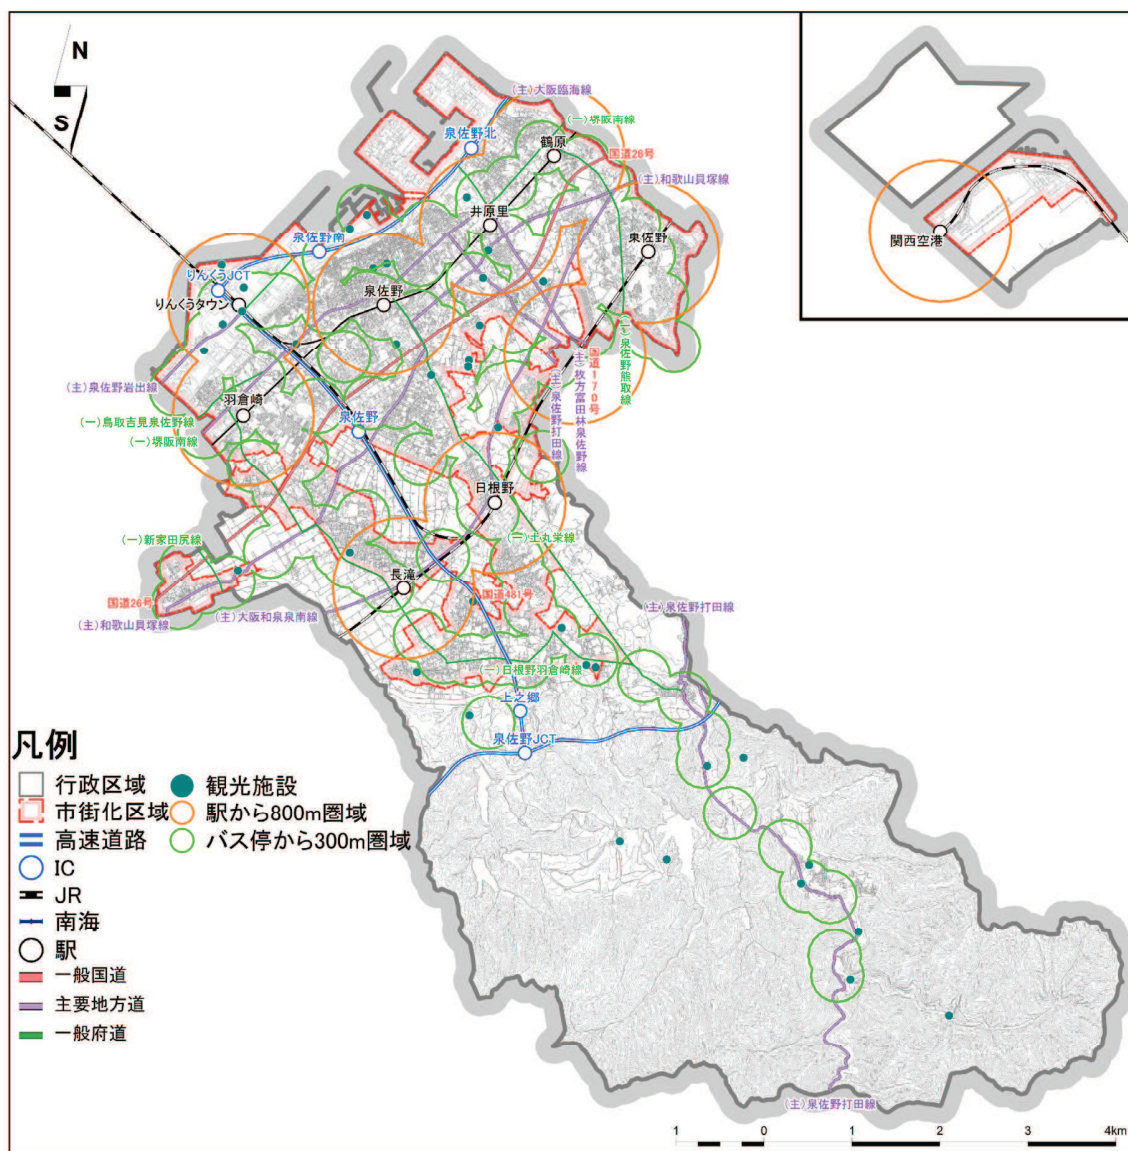 N
S
(主)大阪臨海線
(一)堺阪南線
泉佐野北
鶴原
国道26号
(主)和歌山貝塚線
井原里
泉佐野南
東佐野
関西空港
りんくうJCT
りんくうタウン
泉佐野
(一)泉佐野熊取線
国道170号
(主)枚方富田林泉佐野線
(主)泉佐野打田線
(主)泉佐野岩出線
羽倉崎
(一)鳥取吉見泉佐野線
(一)堺阪南線
泉佐野
日根野
(一)土丸栄線
(一)新家田尻線
長滝
国道481号
国道26号
(主)和歌山貝塚線
(主)大阪和泉泉南線
(主)泉佐野打田線
(一)日根野羽倉崎線
上之郷
泉佐野JCT
凡例
行政区域
観光施設
市街化区域
駅から800m圏域
高速道路
バス停から300m圏域
IC
JR
南海
駅
一般国道
主要地方道
一般府道
(主)泉佐野打田線
1 0 1 2 3 4km